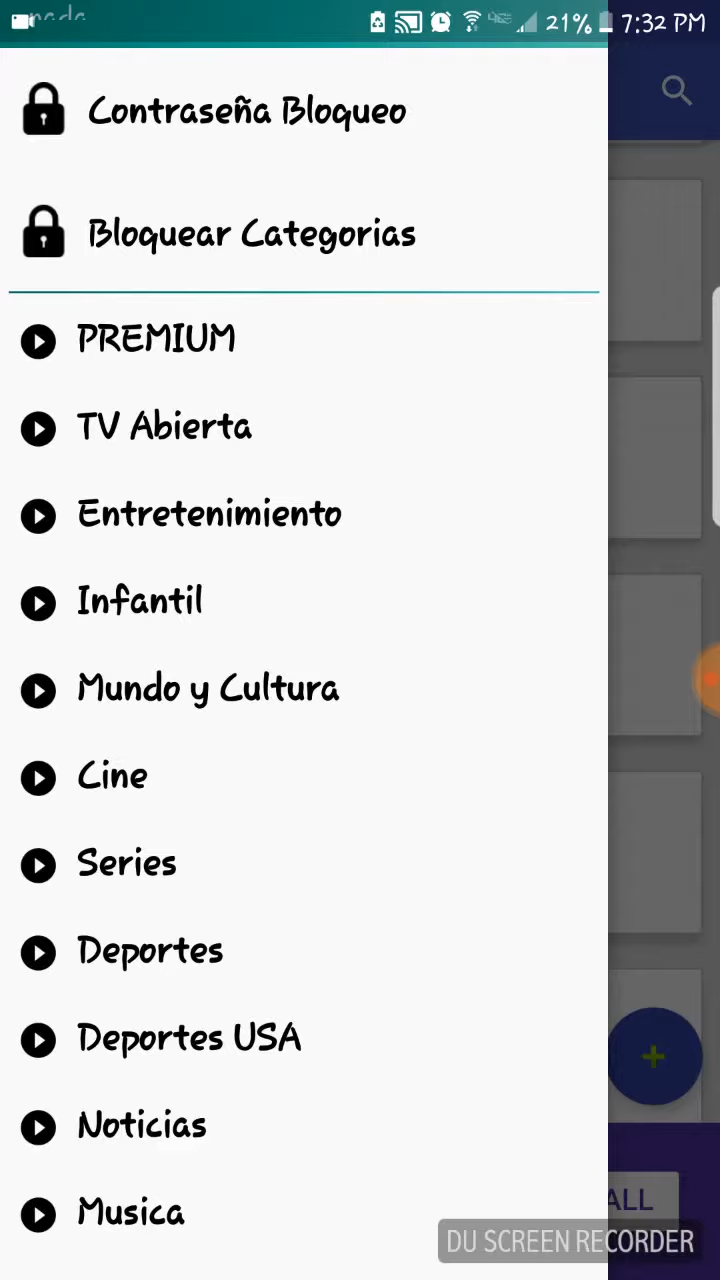 21% 7:32 PM
Contraseña Bloqueo
Bloquear Categorias
PREMIUM
TV Abierta
Entretenimiento
Infantil
Mundo y Cultura
Cine
Series
Deportes
Deportes USA
Noticias
Musica
ALL
DU SCREEN RECORDER